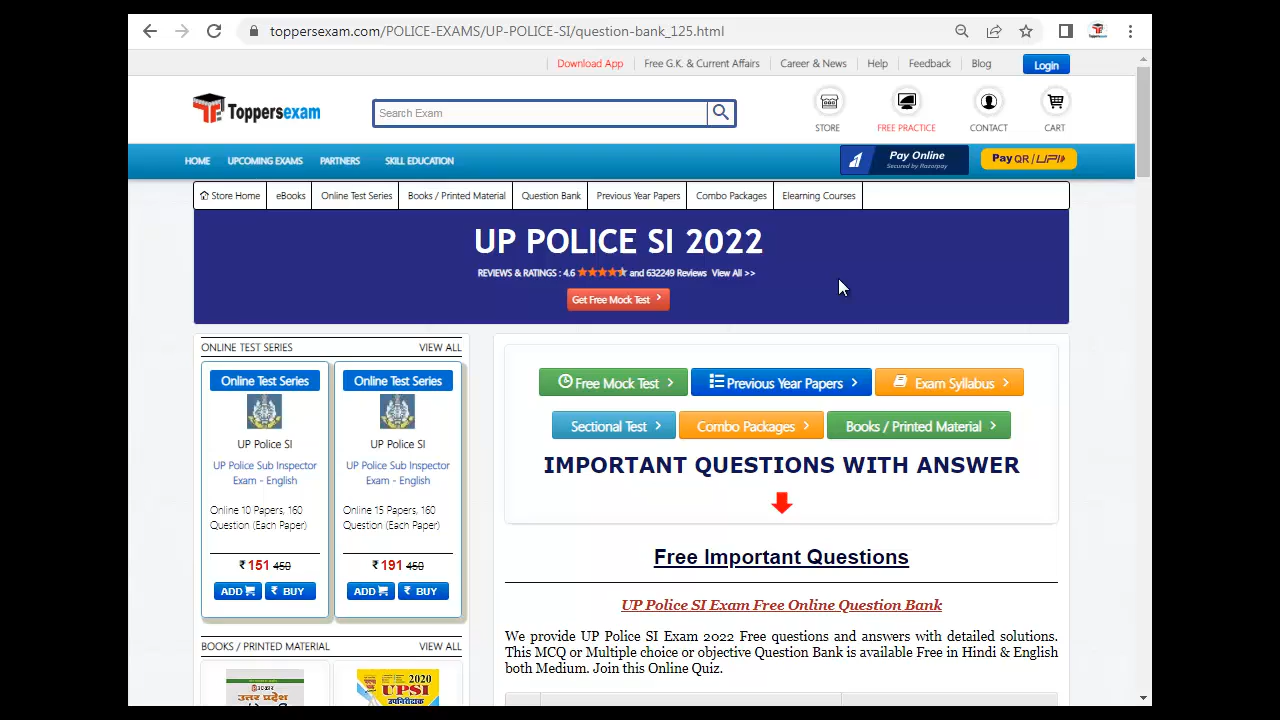 toppersexam.com/POLICE-EXAMS/UP-POLICE-SI/question-bank_125.html
Download App
Free G.K. & Current Affairs
Career & News
Help
Feedback
Blog
Login
Toppersexam
Search Exam
STORE
FREE PRACTICE
CONTACT
CART
HOME
UPCOMING EXAMS
PARTNERS
SKILL EDUCATION
Pay Online
Secured by Razorpay
Pay QR / UPI
Store Home
eBooks
Online Test Series
Books / Printed Material
Question Bank
Previous Year Papers
Combo Packages
Elearning Courses
UP POLICE SI 2022
REVIEWS & RATINGS : 4.6 and 632249 Reviews View All >>
Get Free Mock Test
ONLINE TEST SERIES
VIEW ALL
Online Test Series
UP Police SI
UP Police Sub Inspector
Exam - English
Online 10 Papers, 160
Question (Each Paper)
₹ 151 450
ADD
₹ BUY
Online Test Series
UP Police SI
UP Police Sub Inspector
Exam - English
Online 15 Papers, 160
Question (Each Paper)
₹ 191 450
ADD
₹ BUY
BOOKS / PRINTED MATERIAL
VIEW ALL
उत्तर प्रदेश
2020
UPSI
उपनिरीक्षक
Free Mock Test
Previous Year Papers
Exam Syllabus
Sectional Test
Combo Packages
Books / Printed Material
IMPORTANT QUESTIONS WITH ANSWER
Free Important Questions
UP Police SI Exam Free Online Question Bank
We provide UP Police SI Exam 2022 Free questions and answers with detailed solutions.
This MCQ or Multiple choice or objective Question Bank is available Free in Hindi & English
both Medium. Join this Online Quiz.